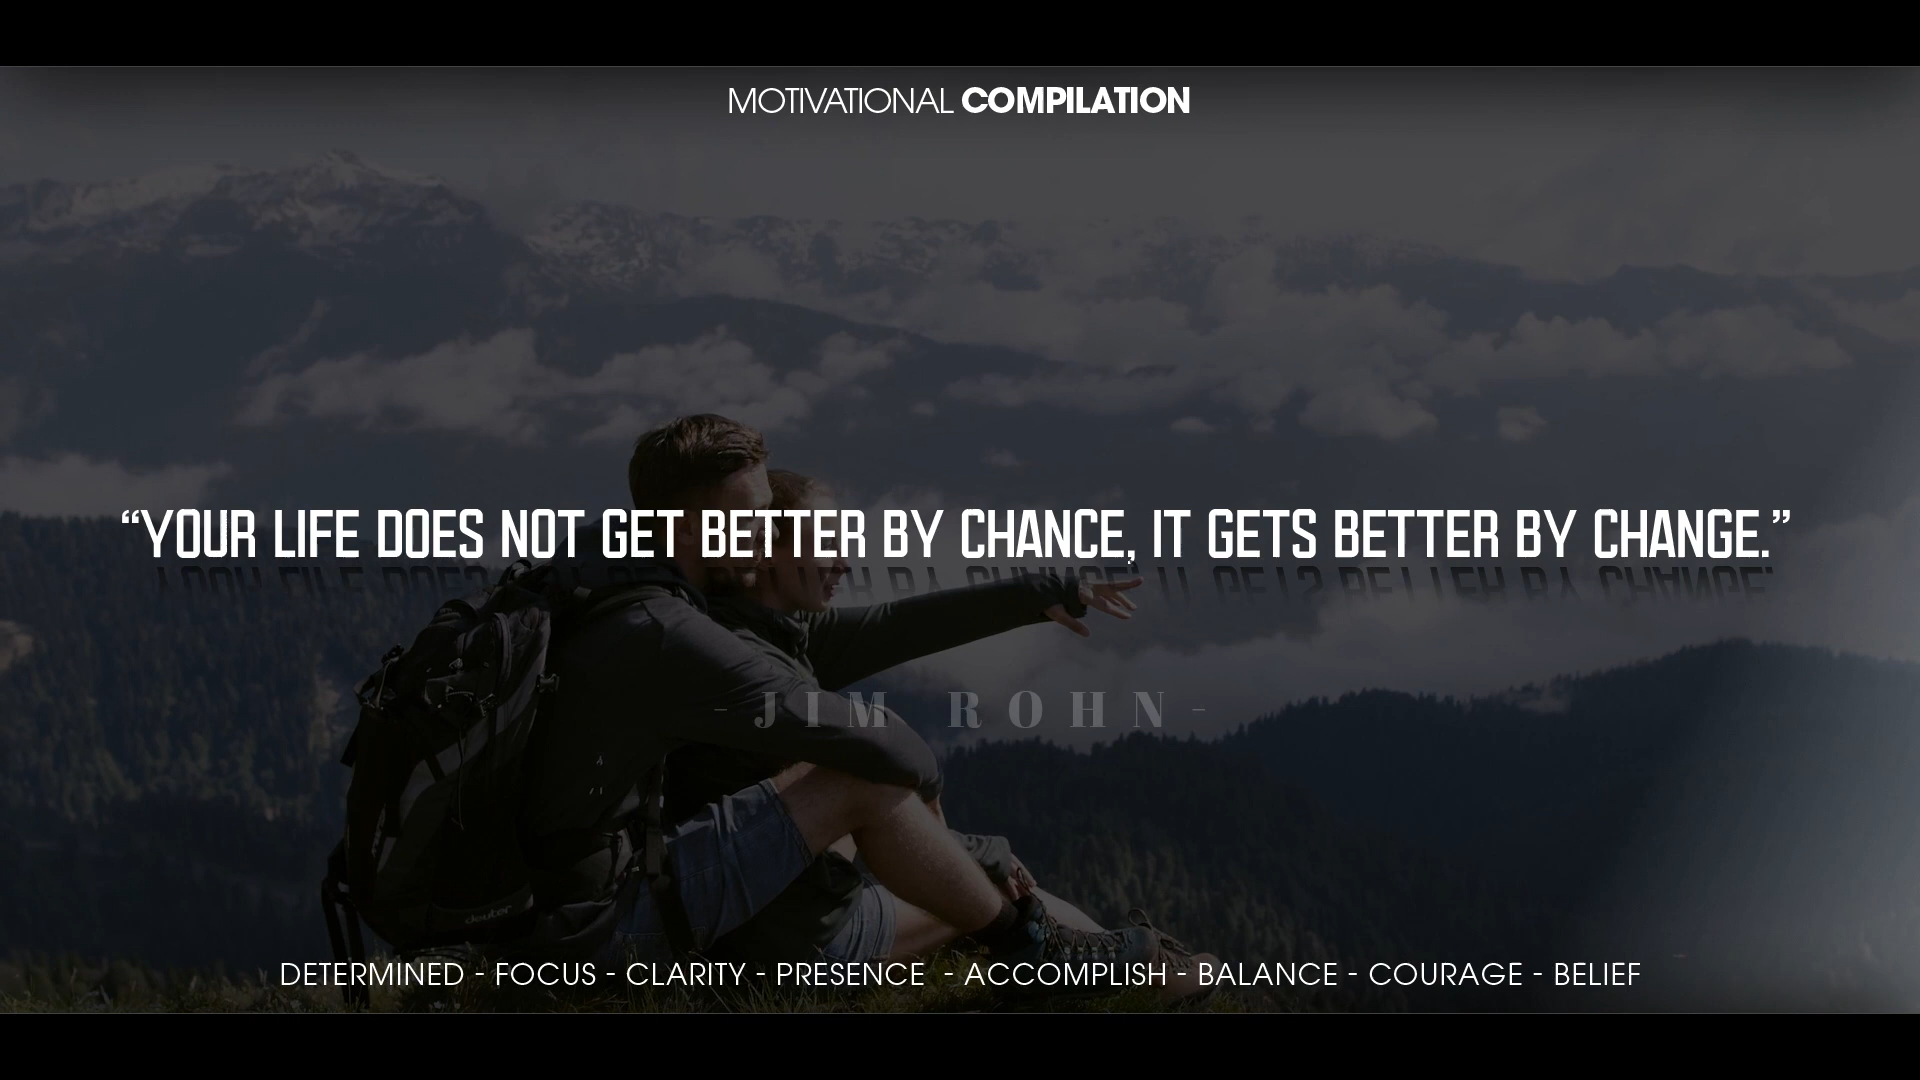 MOTIVATIONAL COMPILATION
“YOUR LIFE DOES NOT GET BETTER BY CHANCE, IT GETS BETTER BY CHANGE.”
- JIM ROHN -
deuter
DETERMINED - FOCUS - CLARITY - PRESENCE - ACCOMPLISH - BALANCE - COURAGE - BELIEF